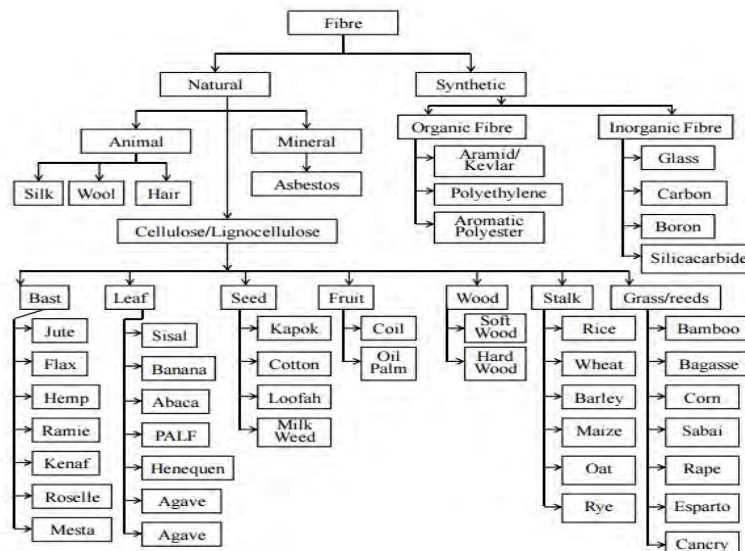 Fibre
Natural
Synthetic
Animal
Mineral
Organic Fibre
Inorganic Fibre
Silk
Wool
Hair
Asbestos
Aramid/
Kevlar
Polyethylene
Aromatic
Polyester
Glass
Carbon
Boron
Silicacarbide
Cellulose/Lignocellulose
Bast
Leaf
Seed
Fruit
Wood
Stalk
Grass/reeds
Jute
Flax
Hemp
Ramie
Kenaf
Roselle
Mesta
Sisal
Banana
Abaca
PALF
Henequen
Agave
Agave
Kapok
Cotton
Loofah
Milk
Weed
Coil
Oil
Palm
Soft
Wood
Hard
Wood
Rice
Wheat
Barley
Maize
Oat
Rye
Bamboo
Bagasse
Corn
Sabai
Rape
Esparto
Cancry